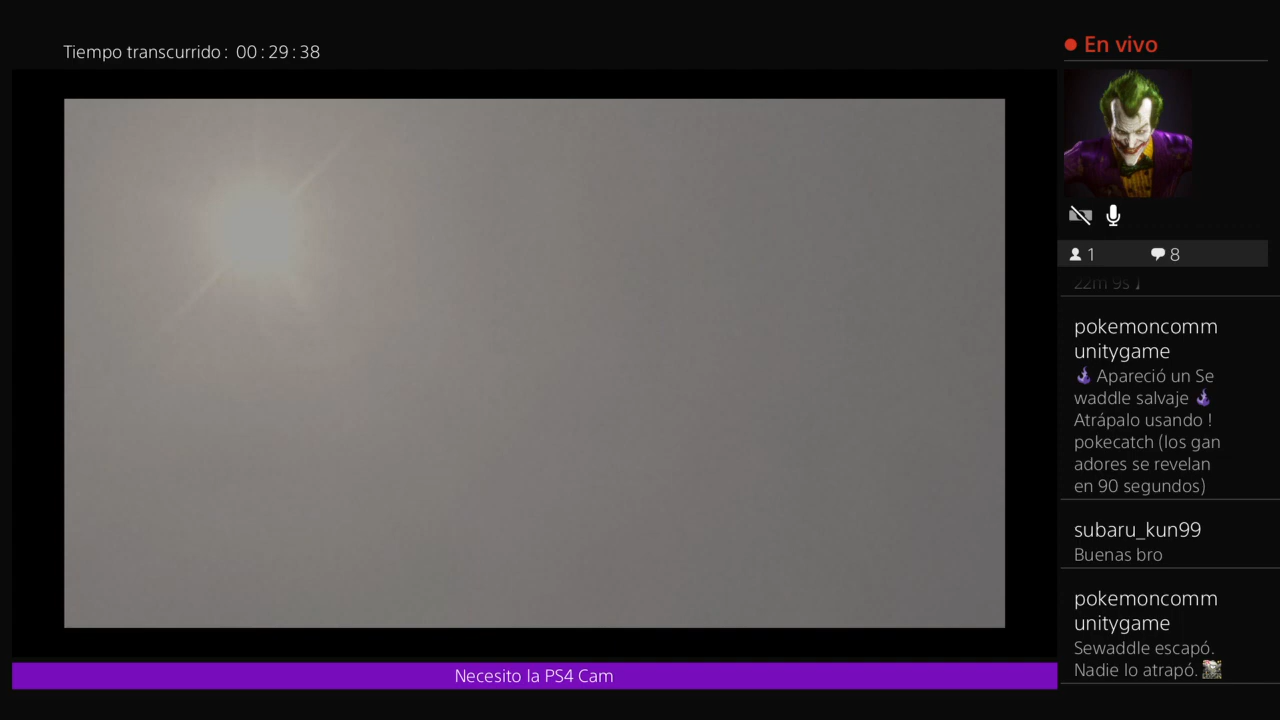 Tiempo transcurrido : 00 : 29 : 38
En vivo
1 8
22m 9s
pokemoncomm
unitygame
Apareció un Se
waddle salvaje
Atrápalo usando !
pokecatch (los gan
adores se revelan
en 90 segundos)
subaru_kun99
Buenas bro
pokemoncomm
unitygame
Sewaddle escapó.
Nadie lo atrapó.
Necesito la PS4 Cam